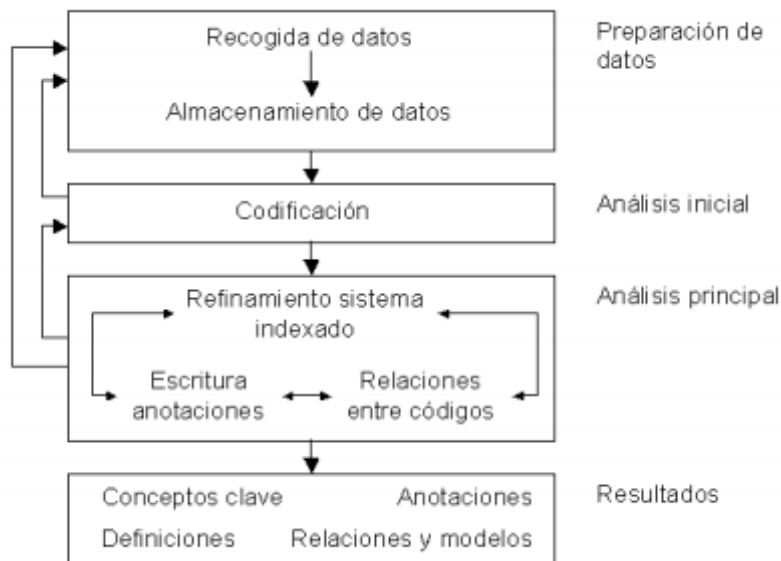 Recogida de datos
Preparación de
datos
Almacenamiento de datos
Codificación
Análisis inicial
Refinamiento sistema
indexado
Análisis principal
Escritura
anotaciones
Relaciones
entre códigos
Conceptos clave
Anotaciones
Resultados
Definiciones
Relaciones y modelos